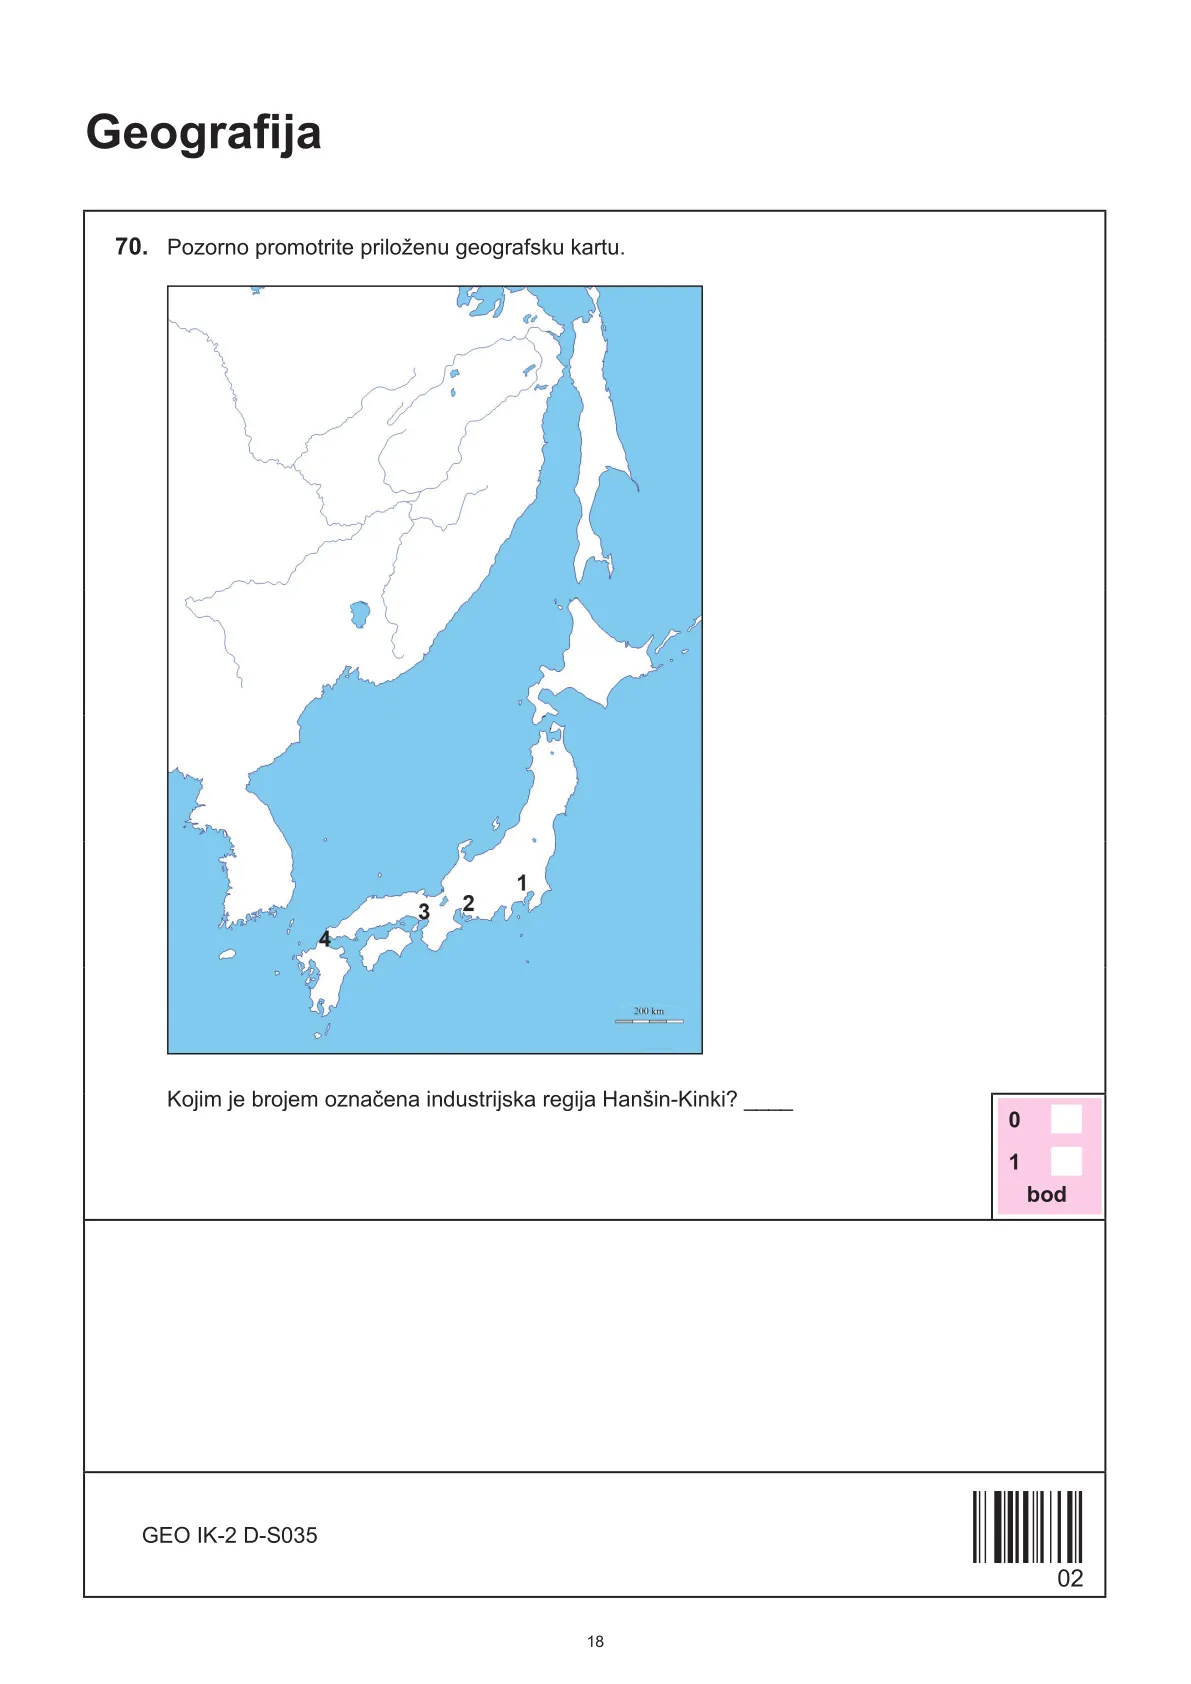 Geografija
70. Pozorno promotrite priloženu geografsku kartu.
1
2
3
4
200 km
Kojim je brojem označena industrijska regija Hanšin-Kinki? ____
0
1
bod
GEO IK-2 D-S035
02
18